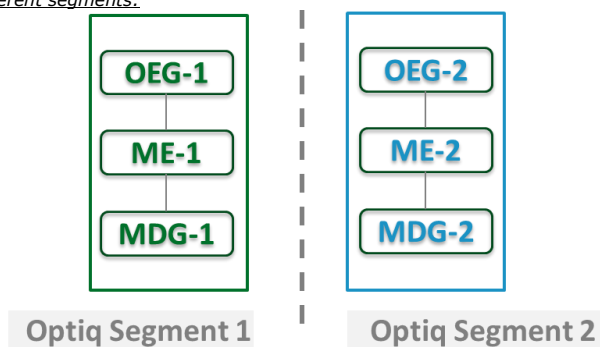 segments:
OEG-1
ME-1
MDG-1
Optiq Segment 1
OEG-2
ME-2
MDG-2
Optiq Segment 2